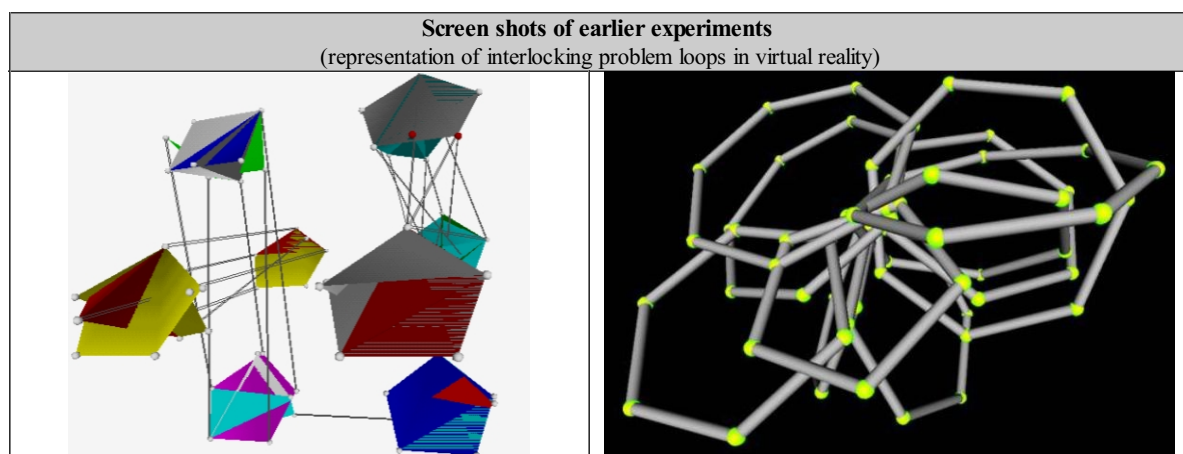 Screen shots of earlier experiments
(representation of interlocking problem loops in virtual reality)